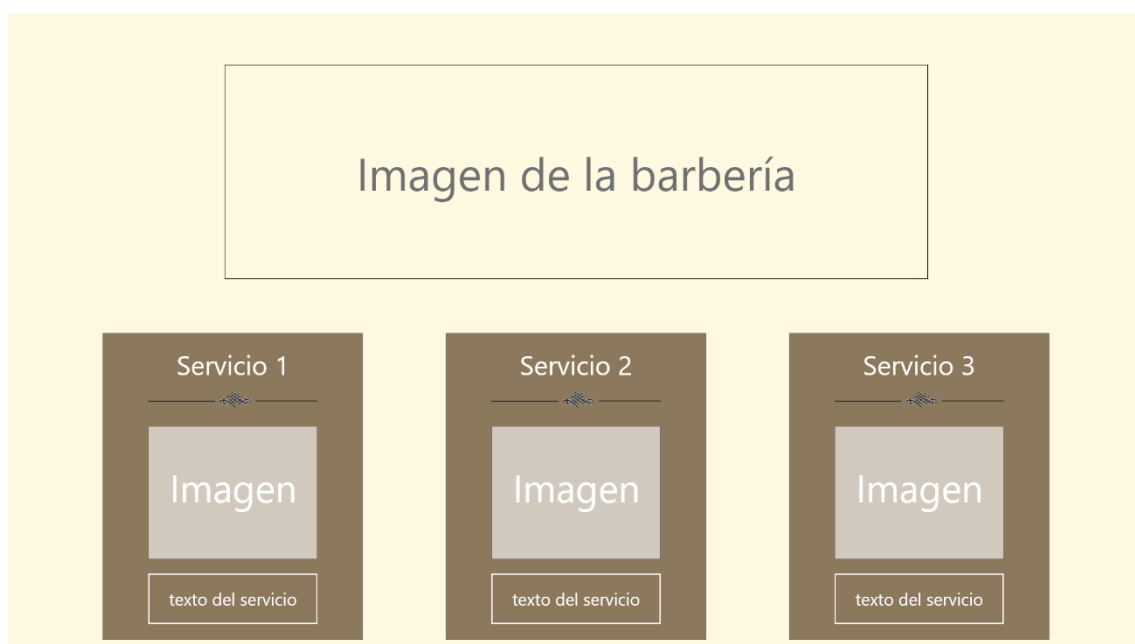 Imagen de la barbería
Servicio 1
Servicio 2
Servicio 3
Imagen
Imagen
Imagen
texto del servicio
texto del servicio
texto del servicio